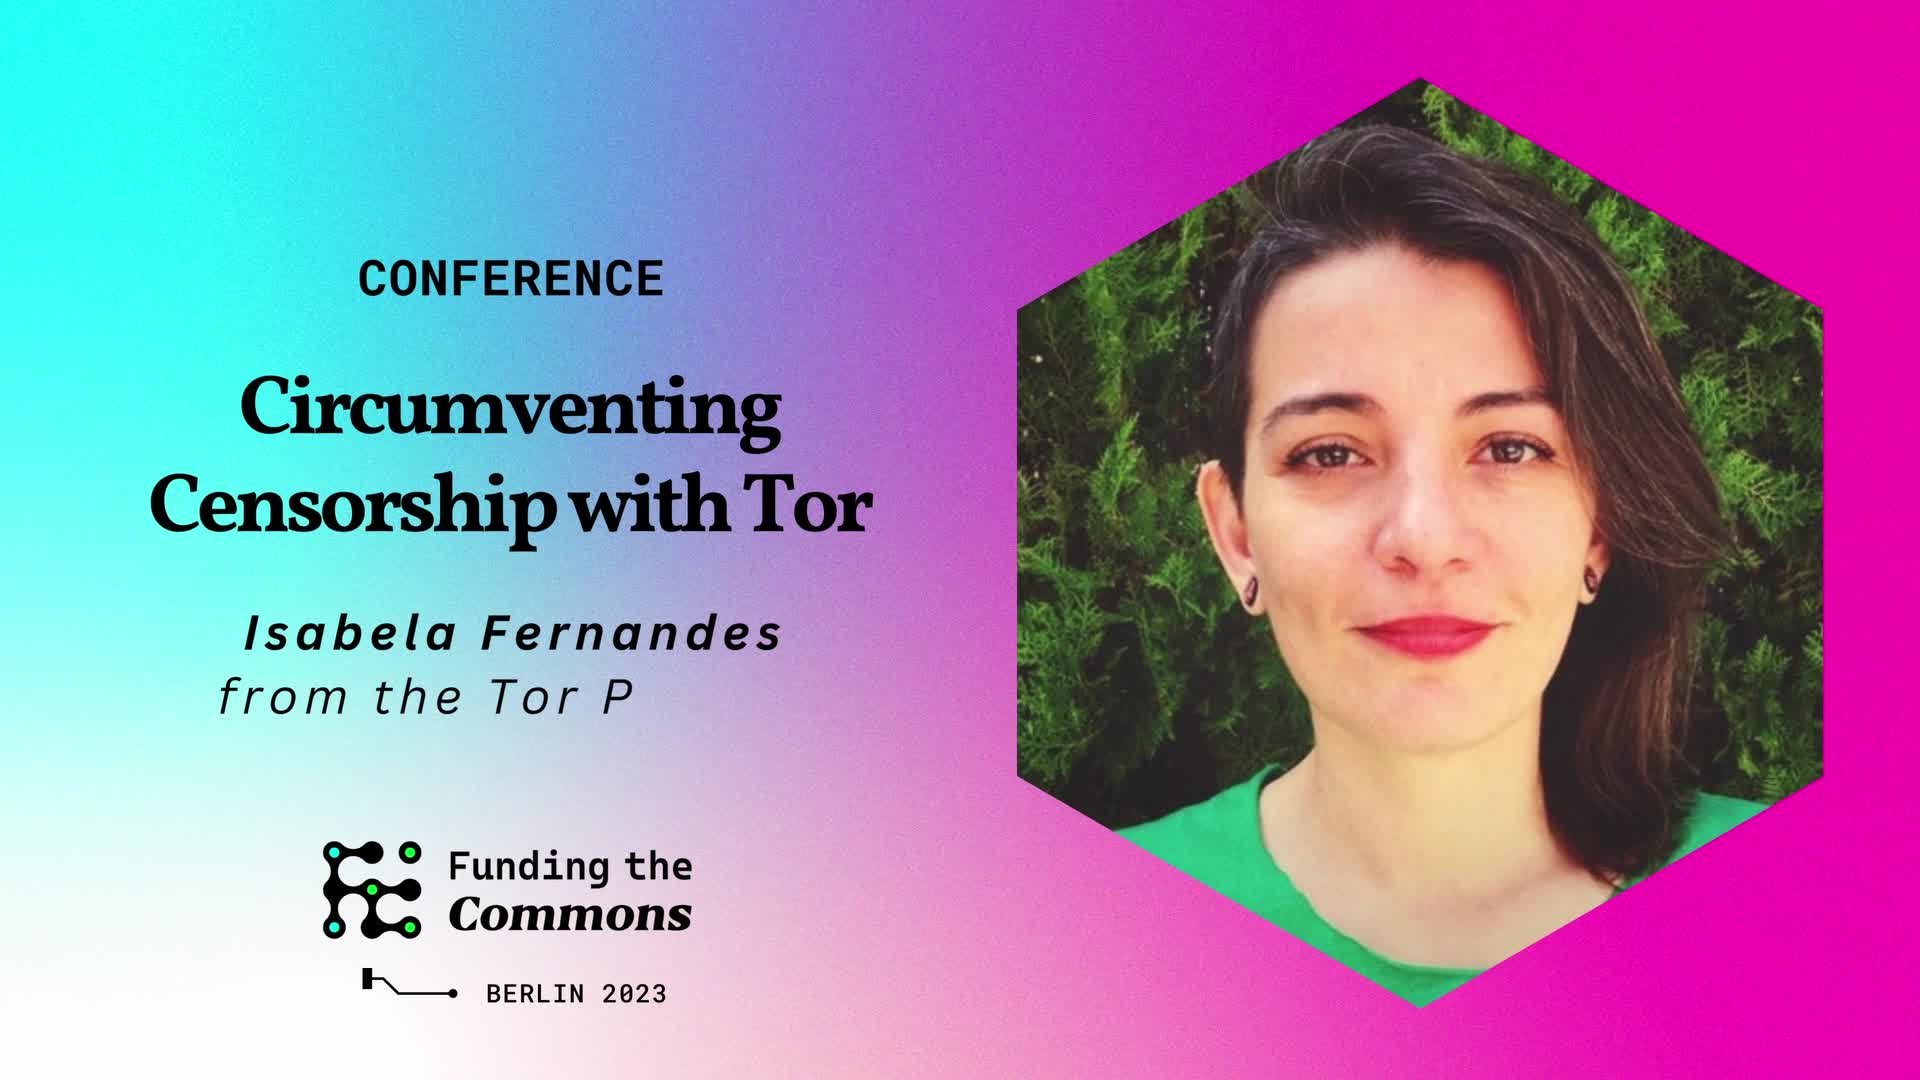 CONFERENCE
Circumventing
Censorship with Tor
Isabela Fernandes
from the Tor P
Funding the
Commons
BERLIN 2023